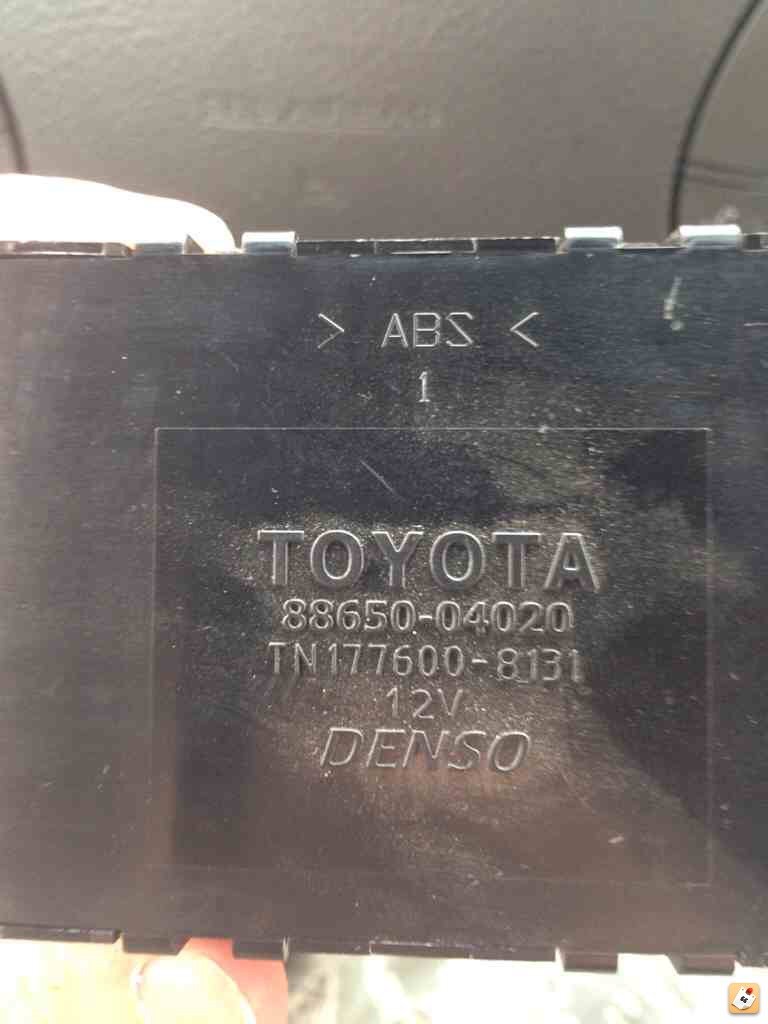 > ABS <
1
TOYOTA
88650-04020
TN177600-8131
12V
DENSO